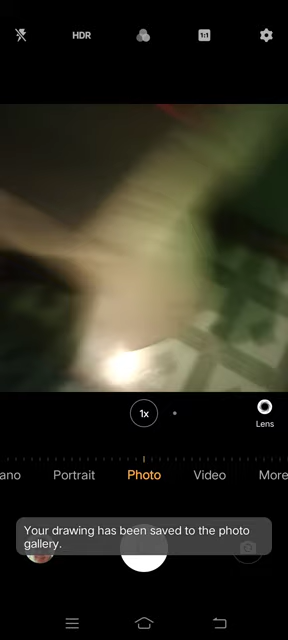 HDR
1:1
1x
Lens
ano Portrait Photo Video More
Your drawing has been saved to the photo
gallery.